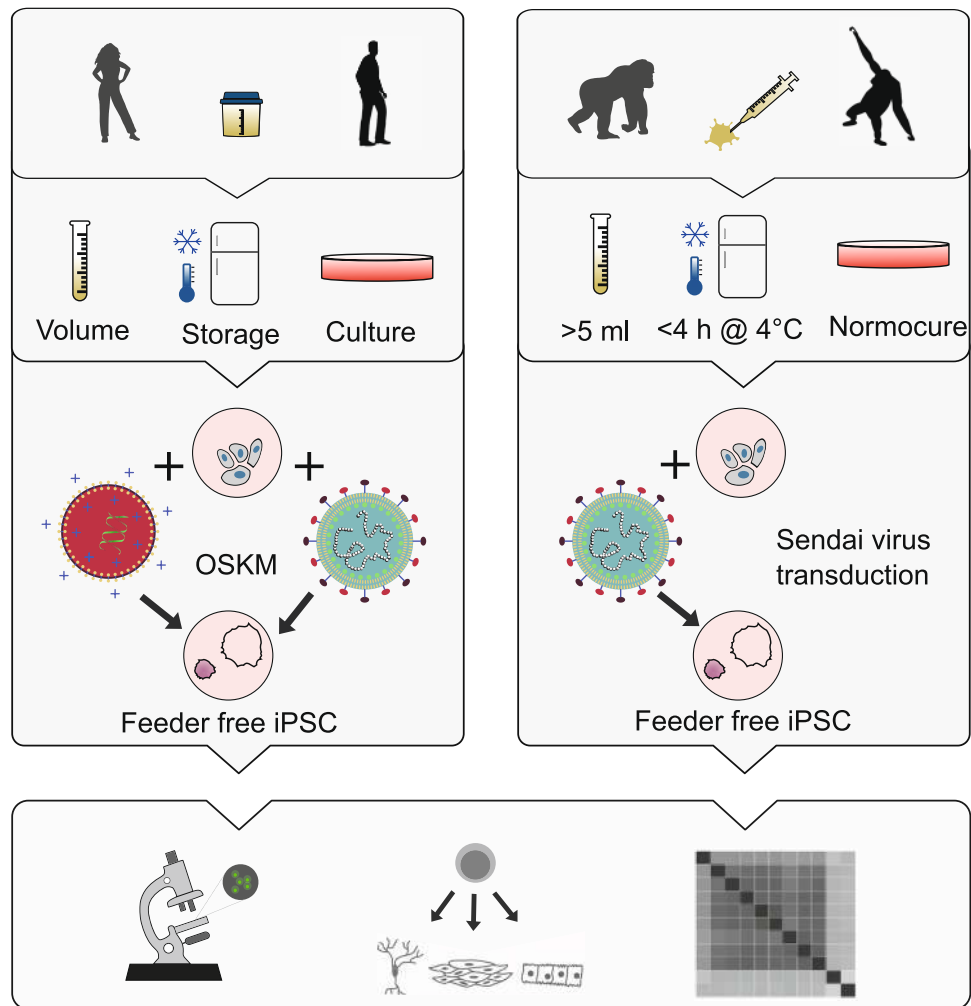 Volume
Storage
Culture
>5 ml
<4 h @ 4°C
Normocure
OSKM
Feeder free iPSC
Sendai virus
transduction
Feeder free iPSC